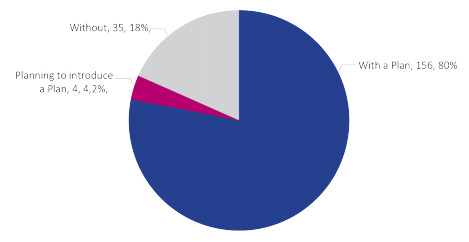 Without, 35, 18%,
With a Plan, 156, 80%
Planning to introduce
a Plan, 4, 4,2%,